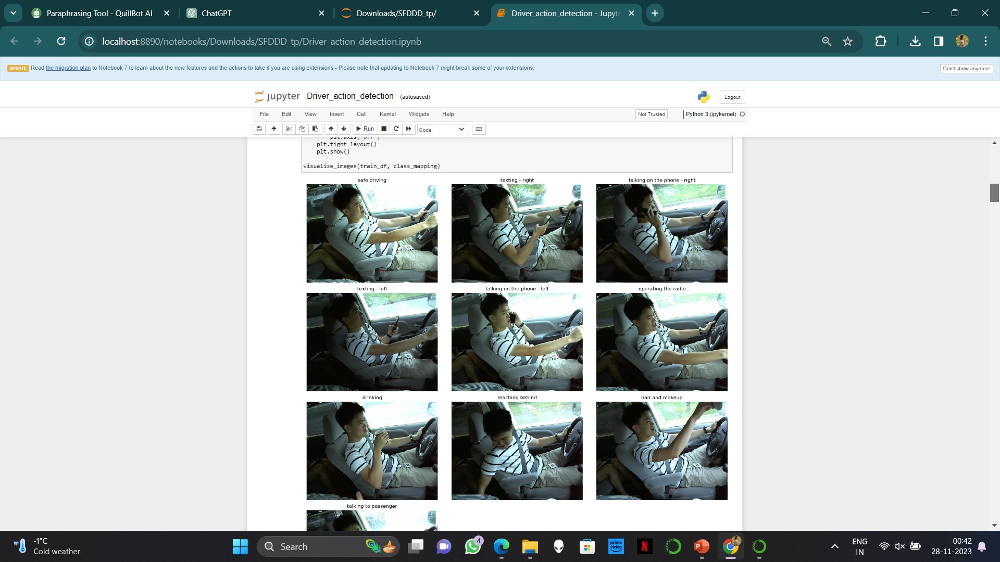 Paraphrasing Tool - QuillBot AI
ChatGPT
Downloads/SFDDD_tp/
Driver_action_detection - Jupyte
localhost:8890/notebooks/Downloads/SFDDD_tp/Driver_action_detection.ipynb
UPDATE Read the migration plan to Notebook 7 to learn about the new features and the actions to take if you are using extensions - Please note that updating to Notebook 7 might break some of your extensions.
Don't show anymore
jupyter Driver_action_detection (autosaved)
Logout
File Edit View Insert Cell Kernel Widgets Help
Not Trusted
Python 3 (ipykernel)
Run
Code
plt.axis('off')
plt.tight_layout()
plt.show()
visualize_images(train_df, class_mapping)
safe driving
texting - right
talking on the phone - right
texting - left
talking on the phone - left
operating the radio
drinking
reaching behind
hair and makeup
talking to passenger
-1°C
Cold weather
Search
4
prime video
N
P
ENG
IN
00:42
28-11-2023